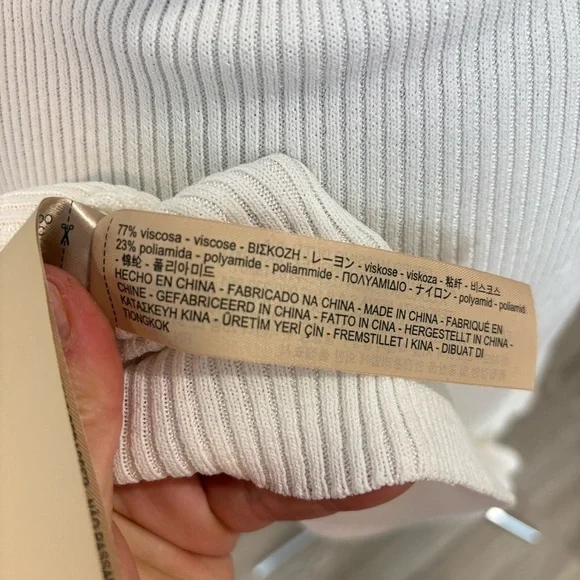 77% viscosa - viscose - ΒΙΣΚΟΖΗ - レーヨン - viskose - viskoza - 粘纤 - 비스코스
23% poliamida - polyamide - poliammide - ΠΟΛΥΑΜΙΔΙΟ - ナイロン - polyamid - poliamid
- 锦纶 - 폴리아미드
HECHO EN CHINA - FABRICADO NA CHINA - MADE IN CHINA - FABRIQUÉ EN
CHINE - GEFABRICEERD IN CHINA - FATTO IN CINA - HERGESTELLT IN CHINA -
ΚΑΤΑΣΚΕΥΗ ΚΙΝΑ - ÜRETİM YERİ ÇİN - FREMSTILLET I KINA - DIBUAT DI
TIONGKOK